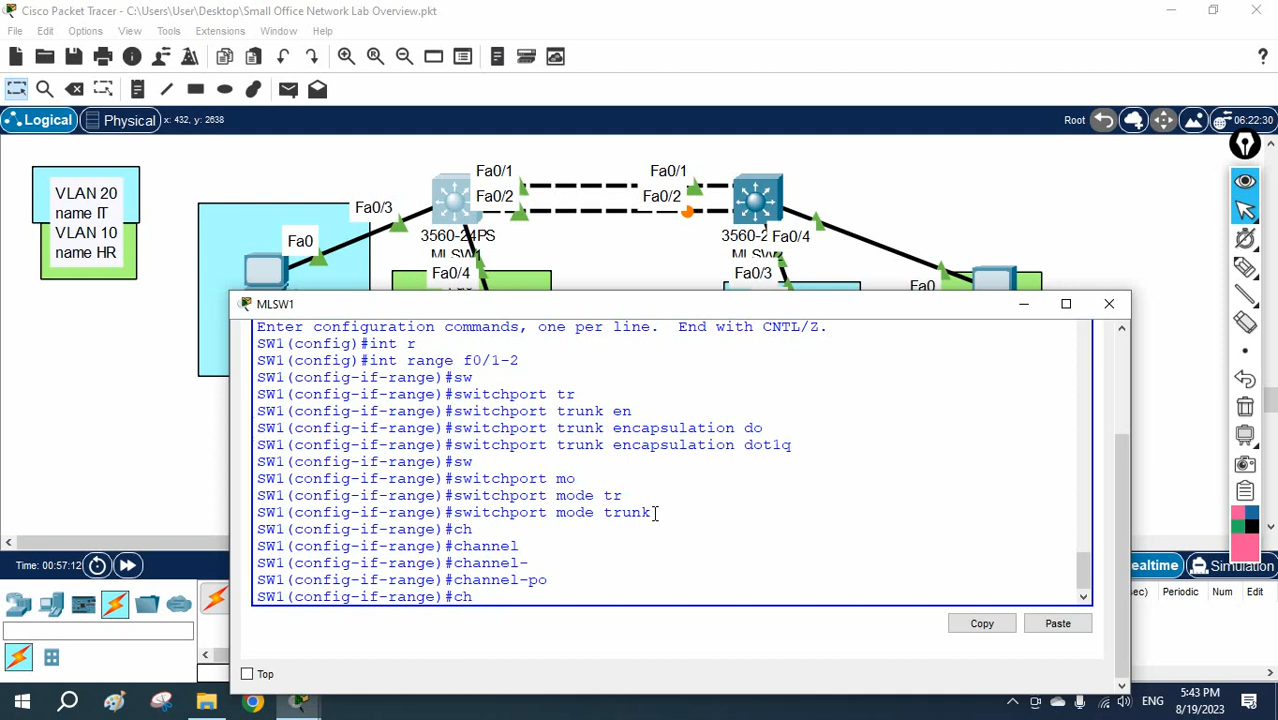 Cisco Packet Tracer - C:\Users\User\Desktop\Small Office Network Lab Overview.pkt
File Edit Options View Tools Extensions Window Help
Logical Physical x: 432, y: 2638 Root 06:22:30
VLAN 20
name IT
VLAN 10
name HR
Fa0/1 Fa0/1
Fa0/2 Fa0/2
Fa0/3
3560-24PS
MLSW1
Fa0/4
Fa0
3560-2
MLSW2
Fa0/4
Fa0/3
Fa0
MLSW1
Enter configuration commands, one per line. End with CNTL/Z.
SW1(config)#int r
SW1(config)#int range f0/1-2
SW1(config-if-range)#sw
SW1(config-if-range)#switchport tr
SW1(config-if-range)#switchport trunk en
SW1(config-if-range)#switchport trunk encapsulation do
SW1(config-if-range)#switchport trunk encapsulation dot1q
SW1(config-if-range)#sw
SW1(config-if-range)#switchport mo
SW1(config-if-range)#switchport mode tr
SW1(config-if-range)#switchport mode trunk
SW1(config-if-range)#ch
SW1(config-if-range)#channel
SW1(config-if-range)#channel-
SW1(config-if-range)#channel-po
SW1(config-if-range)#ch
Copy Paste
Top
Time: 00:57:12
ealtime Simulation
sec) Periodic Num Edit
ENG
5:43 PM
8/19/2023